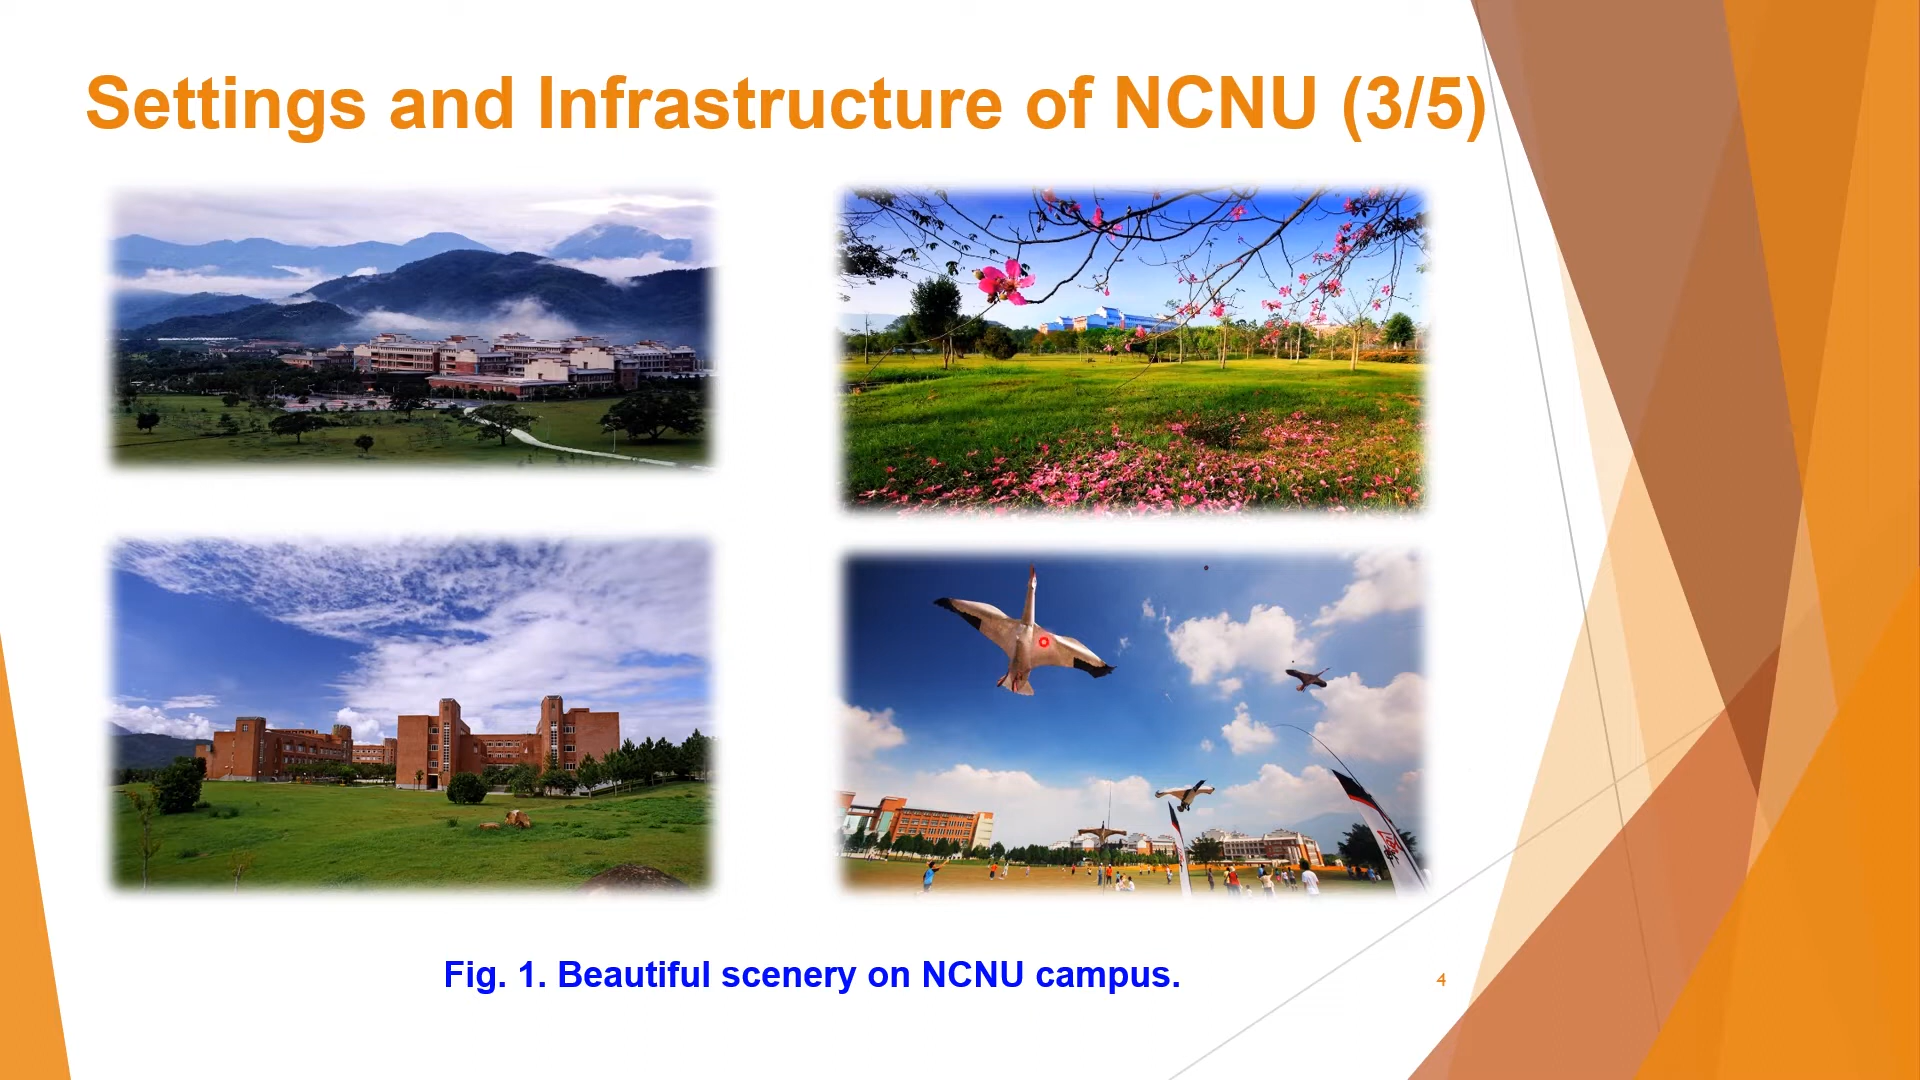 Settings and Infrastructure of NCNU (3/5)
Fig. 1. Beautiful scenery on NCNU campus.
4